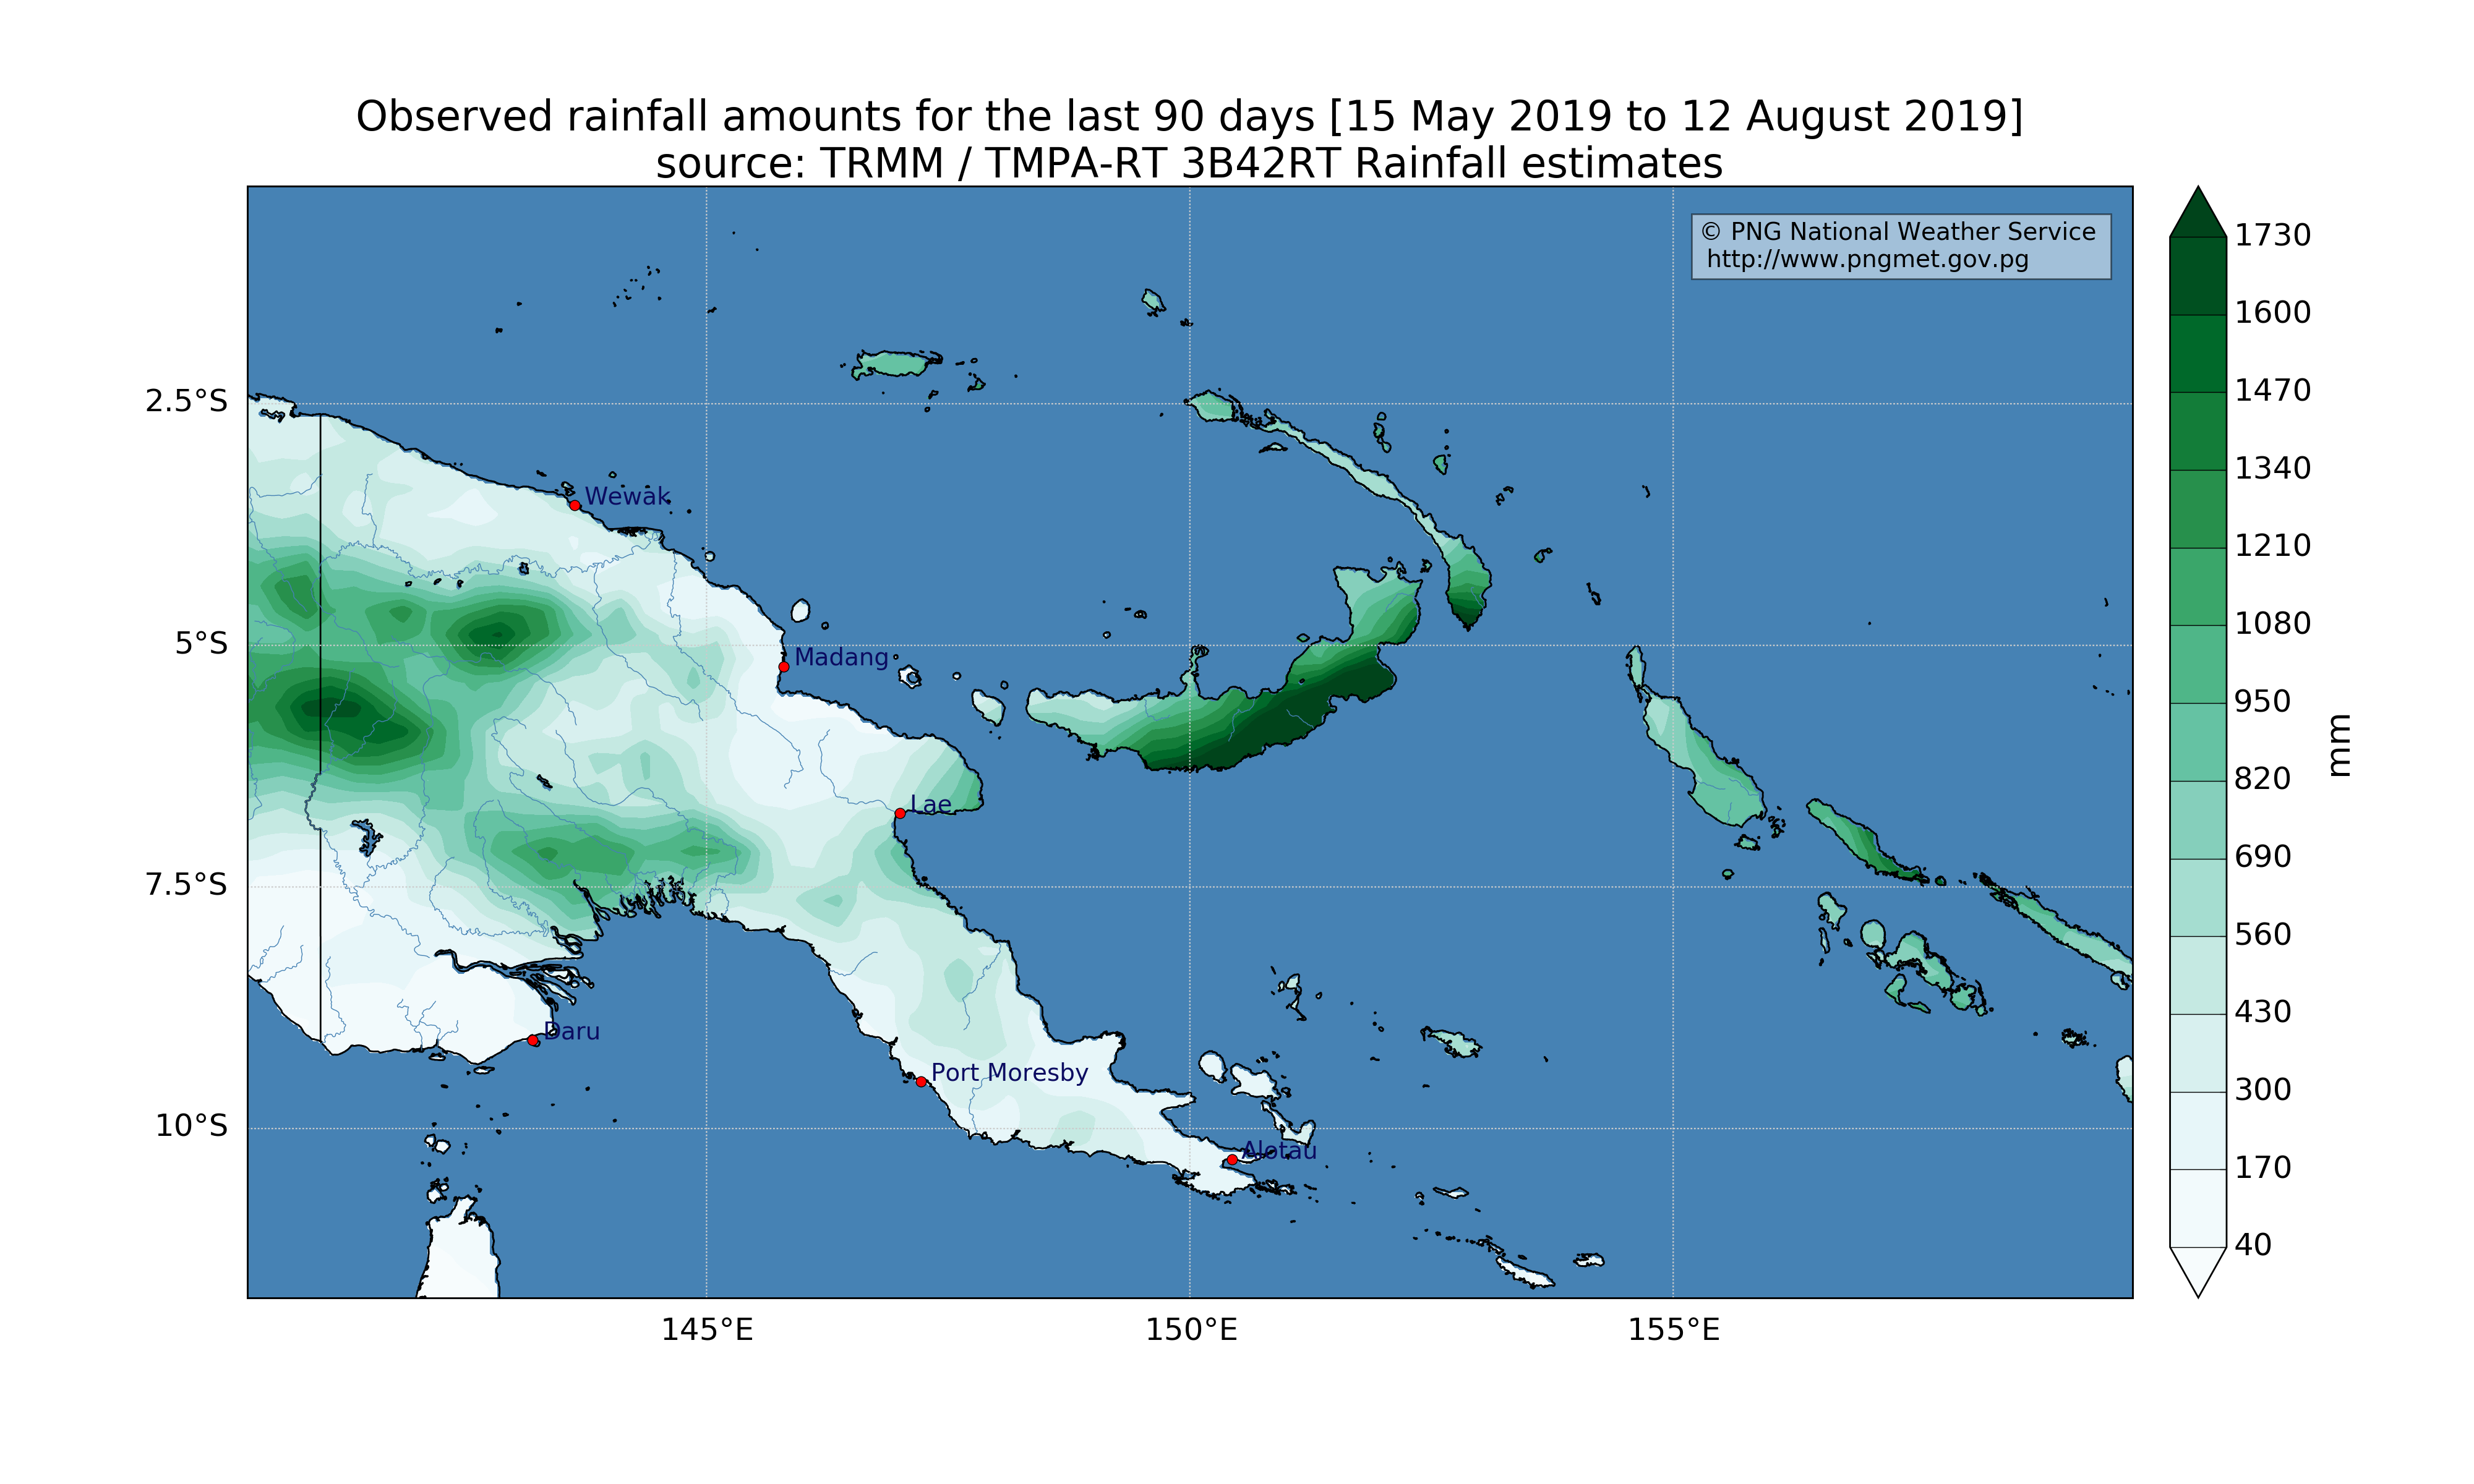 Observed rainfall amounts for the last 90 days [15 May 2019 to 12 August 2019]
source: TRMM / TMPA-RT 3B42RT Rainfall estimates
© PNG National Weather Service
http://www.pngmet.gov.pg
2.5°S
5°S
7.5°S
10°S
Wewak
Madang
Lae
Daru
Port Moresby
Alotau
145°E
150°E
155°E
1730
1600
1470
1340
1210
1080
950
820
690
560
430
300
170
40
mm